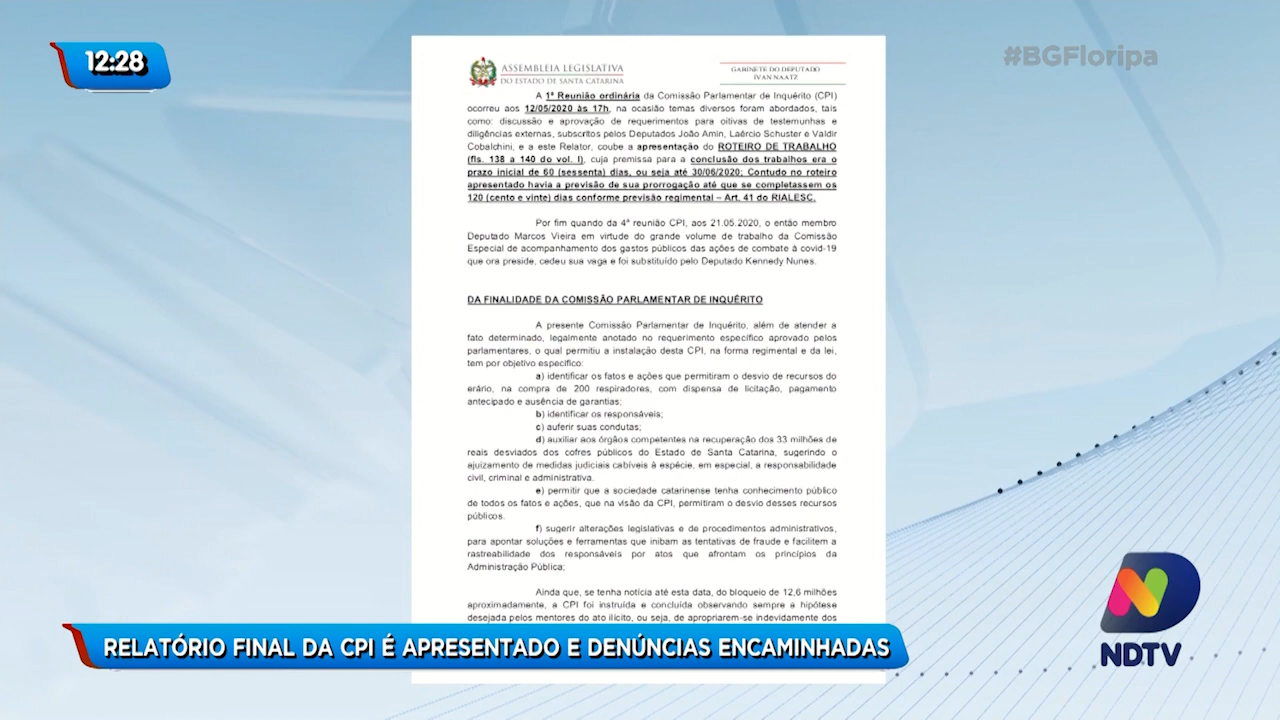 12:28
#BGFloripa
ASSEMBLEIA LEGISLATIVA
DO ESTADO DE SANTA CATARINA
GABINETE DO DEPUTADO
IVAN NAATZ
A 1ª Reunião ordinária da Comissão Parlamentar de Inquérito (CPI)
ocorreu aos 12/05/2020 às 17h, na ocasião temas diversos foram abordados, tais
como: discussão e aprovação de requerimentos para oitivas de testemunhas e
diligências externas, subscritos pelos Deputados João Amin, Laércio Schuster e Valdir
Cobalchini, e a este Relator, coube a apresentação do ROTEIRO DE TRABALHO
(fls. 138 a 140 do vol. I), cuja premissa para a conclusão dos trabalhos era o
prazo inicial de 60 (sessenta) dias, ou seja até 30/06/2020; Contudo no roteiro
apresentado havia a previsão de sua prorrogação até que se completassem os
120 (cento e vinte) dias conforme previsão regimental – Art. 41 do RIALESC.
Por fim quando da 4ª reunião CPI, aos 21.05.2020, o então membro
Deputado Marcos Vieira em virtude do grande volume de trabalho da Comissão
Especial de acompanhamento dos gastos públicos das ações de combate à covid-19
que ora preside, cedeu sua vaga e foi substituído pelo Deputado Kennedy Nunes.
DA FINALIDADE DA COMISSÃO PARLAMENTAR DE INQUÉRITO
A presente Comissão Parlamentar de Inquérito, além de atender a
fato determinado, legalmente anotado no requerimento específico aprovado pelos
parlamentares, o qual permitiu a instalação desta CPI, na forma regimental e da lei,
tem por objetivo específico:
a) identificar os fatos e ações que permitiram o desvio de recursos do
erário, na compra de 200 respiradores, com dispensa de licitação, pagamento
antecipado e ausência de garantias;
b) identificar os responsáveis;
c) auferir suas condutas;
d) auxiliar aos órgãos competentes na recuperação dos 33 milhões de
reais desviados dos cofres públicos do Estado de Santa Catarina, sugerindo o
ajuizamento de medidas judiciais cabíveis à espécie, em especial, a responsabilidade
civil, criminal e administrativa.
e) permitir que a sociedade catarinense tenha conhecimento público
de todos os fatos e ações, que na visão da CPI, permitiram o desvio desses recursos
públicos.
f) sugerir alterações legislativas e de procedimentos administrativos,
para apontar soluções e ferramentas que inibam as tentativas de fraude e facilitem a
rastreabilidade dos responsáveis por atos que afrontam os princípios da
Administração Pública;
Ainda que, se tenha notícia até esta data, do bloqueio de 12,6 milhões
aproximadamente, a CPI foi instruída e concluída observando sempre a hipótese
desejada pelos mentores do ato ilícito, ou seja, de apropriarem-se indevidamente dos
RELATÓRIO FINAL DA CPI É APRESENTADO E DENÚNCIAS ENCAMINHADAS
NDTV